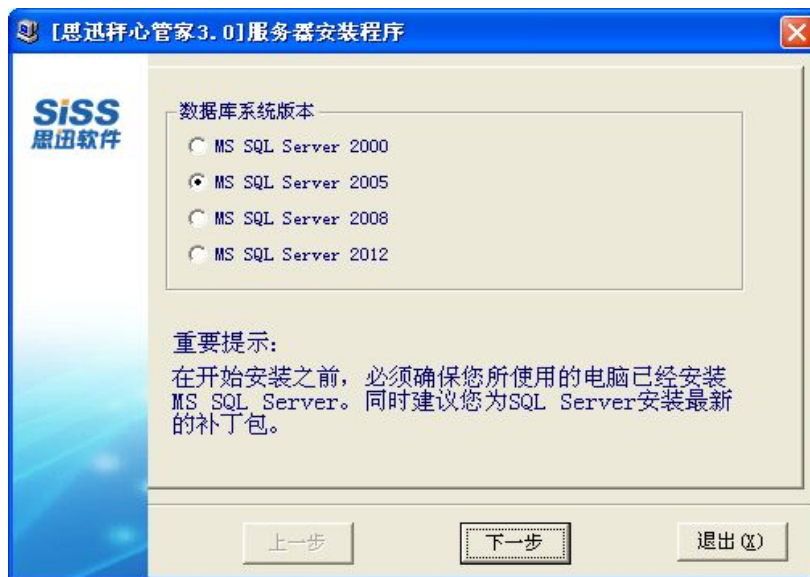 [思迅秤心管家3.0]服务器安装程序
SiSS
思迅软件
数据库系统版本
MS SQL Server 2000
MS SQL Server 2005
MS SQL Server 2008
MS SQL Server 2012
重要提示:
在开始安装之前,必须确保您所使用的电脑已经安装
MS SQL Server。同时建议您为SQL Server安装最新
的补丁包。
上一步
下一步
退出(X)